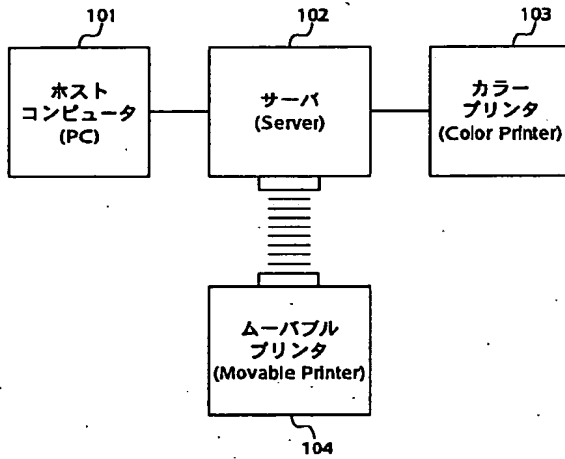 101
102
103
ホスト
コンピュータ
(PC)
サーバ
(Server)
カラー
プリンタ
(Color Printer)
ムーバブル
プリンタ
(Movable Printer)
104